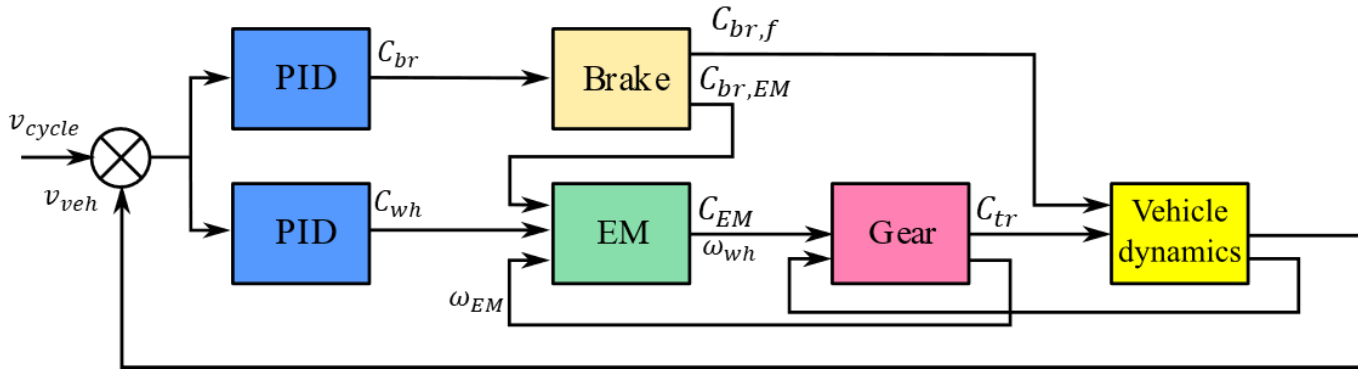 C_{br,f}
C_{br}
PID
Brake
C_{br,EM}
v_{cycle}
v_{veh}
C_{wh}
PID
EM
C_{EM}
ω_{wh}
Gear
C_{tr}
Vehicle
dynamics
ω_{EM}